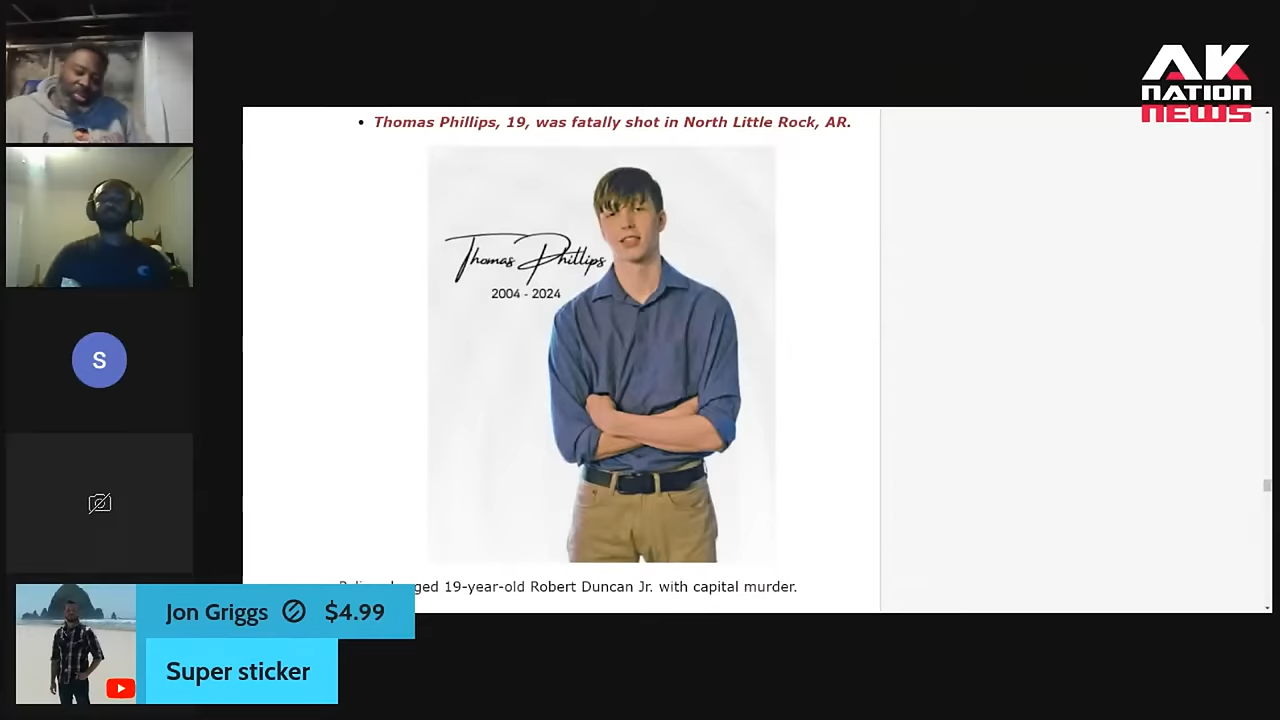 AK
NATION
NEWS
Thomas Phillips, 19, was fatally shot in North Little Rock, AR.
Thomas Phillips
2004 - 2024
S
ged 19-year-old Robert Duncan Jr. with capital murder.
Jon Griggs $4.99
Super sticker